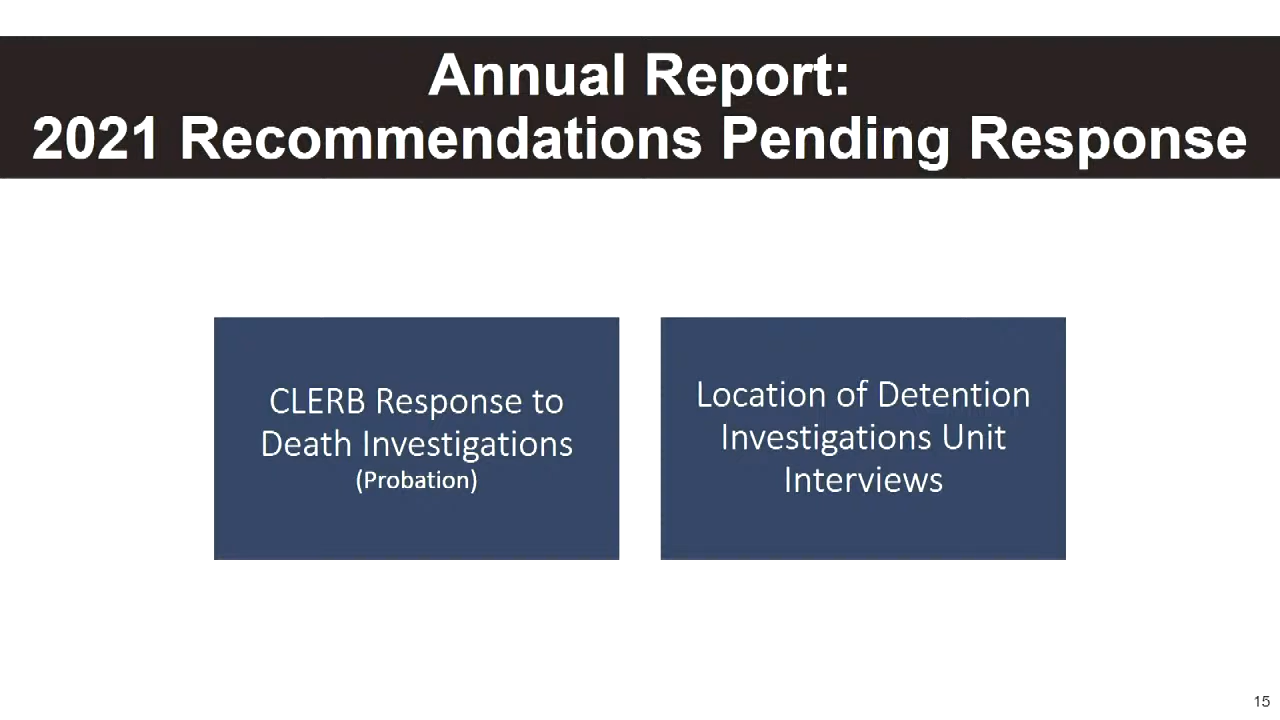 Annual Report:
2021 Recommendations Pending Response
CLERB Response to
Death Investigations
(Probation)
Location of Detention
Investigations Unit
Interviews
15